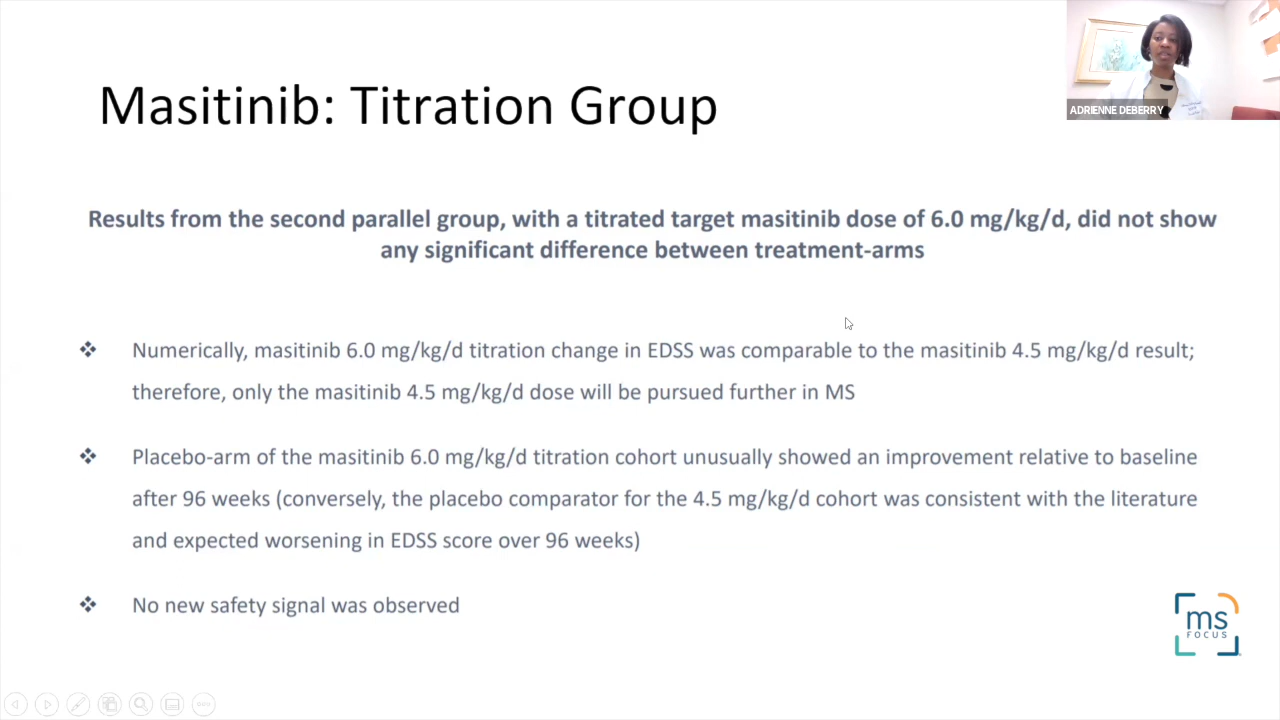 Masitinib: Titration Group
ADRIENNE DEBERRY
Results from the second parallel group, with a titrated target masitinib dose of 6.0 mg/kg/d, did not show
any significant difference between treatment-arms
❖ Numerically, masitinib 6.0 mg/kg/d titration change in EDSS was comparable to the masitinib 4.5 mg/kg/d result;
therefore, only the masitinib 4.5 mg/kg/d dose will be pursued further in MS
❖ Placebo-arm of the masitinib 6.0 mg/kg/d titration cohort unusually showed an improvement relative to baseline
after 96 weeks (conversely, the placebo comparator for the 4.5 mg/kg/d cohort was consistent with the literature
and expected worsening in EDSS score over 96 weeks)
❖ No new safety signal was observed
ms
FOCUS